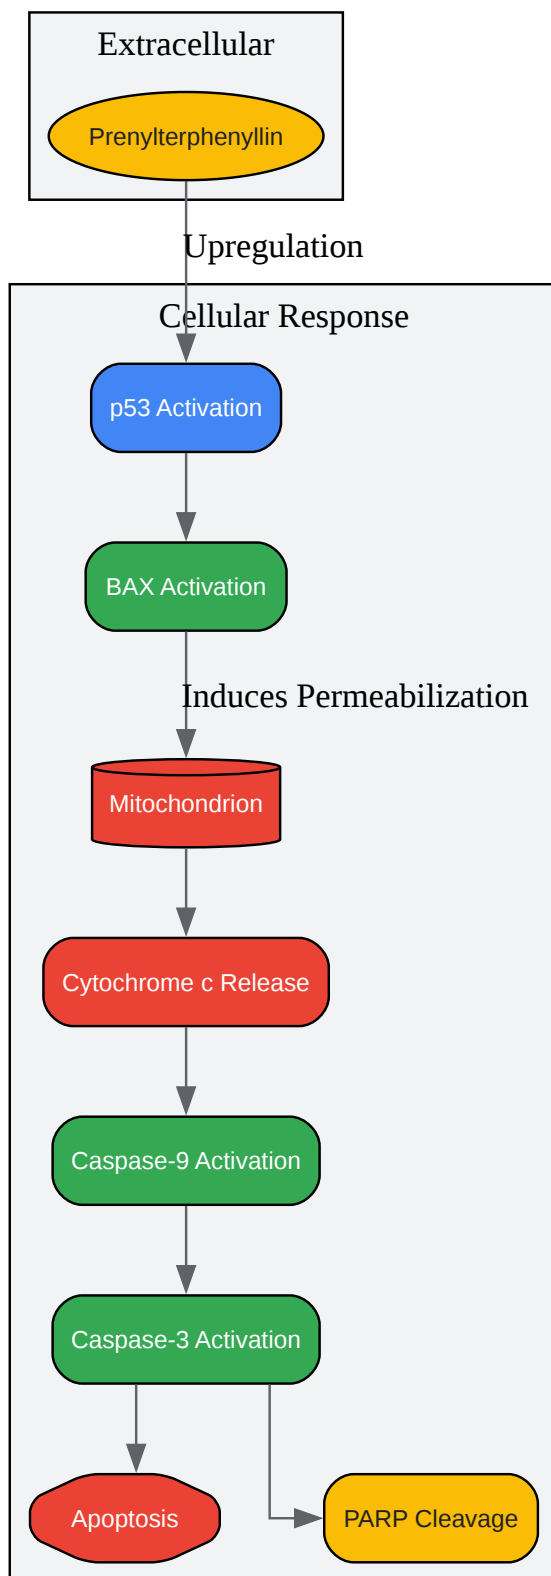 Extracellular
Prenylterphenyllin
Upregulation
Cellular Response
p53 Activation
BAX Activation
Induces Permeabilization
Mitochondrion
Cytochrome c Release
Caspase-9 Activation
Caspase-3 Activation
Apoptosis
PARP Cleavage